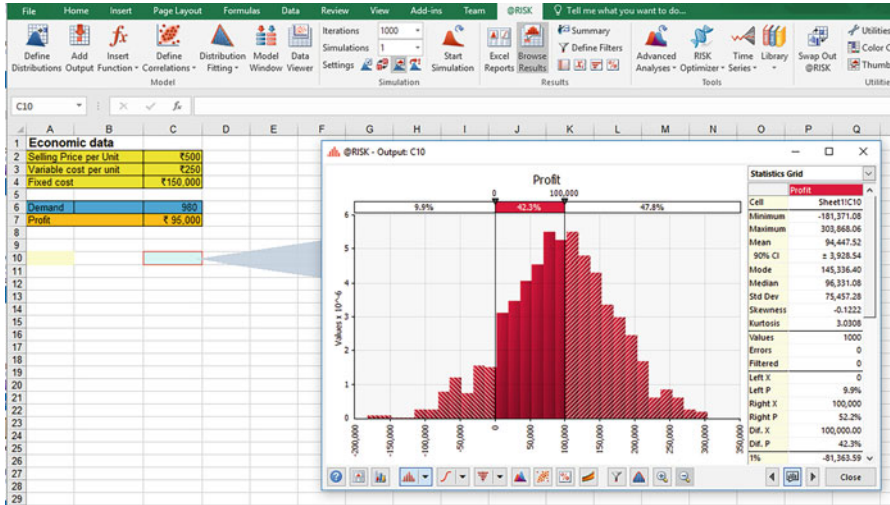 File Home Insert Page Layout Formulas Data Review View Add-ins Team @RISK Tell me what you want to do...
Define Distributions
Add Output
Insert Function
Define Correlations
Distribution Fitting
Model Window
Data Viewer
Model
Iterations 1000
Simulations 1
Settings
Start Simulation
Simulation
Excel Reports
Browse Results
Summary
Define Filters
Results
Advanced Analyses
RISK Optimizer
Time Series
Library
Tools
Swap Out @RISK
Utilities
Color C
Thumb
Utilitie
C10 fx
A B C D E F G H I J K L M N O P Q
1 Economic data
2 Selling Price per Unit ₹500
3 Variable cost per unit ₹250
4 Fixed cost ₹150,000
5
6 Demand 980
7 Profit ₹ 95,000
8
9
10
11
12
13
14
15
16
17
18
19
20
21
22
23
24
25
26
27
28
29
@RISK - Output: C10
Profit
0 100,000
9.9% 42.3% 47.8%
Values x 10^-6
6
5
4
3
2
1
0
-200,000 -150,000 -100,000 -50,000 0 50,000 100,000 150,000 200,000 250,000 300,000 350,000
Statistics Grid
Profit
Cell Sheet1!C10
Minimum -181,371.08
Maximum 303,868.06
Mean 94,447.52
90% CI ± 3,928.54
Mode 145,336.40
Median 96,331.08
Std Dev 75,457.28
Skewness -0.1222
Kurtosis 3.0308
Values 1000
Errors 0
Filtered 0
Left X 0
Left P 9.9%
Right X 100,000
Right P 52.2%
Dif. X 100,000.00
Dif. P 42.3%
1% -81,363.59
Close